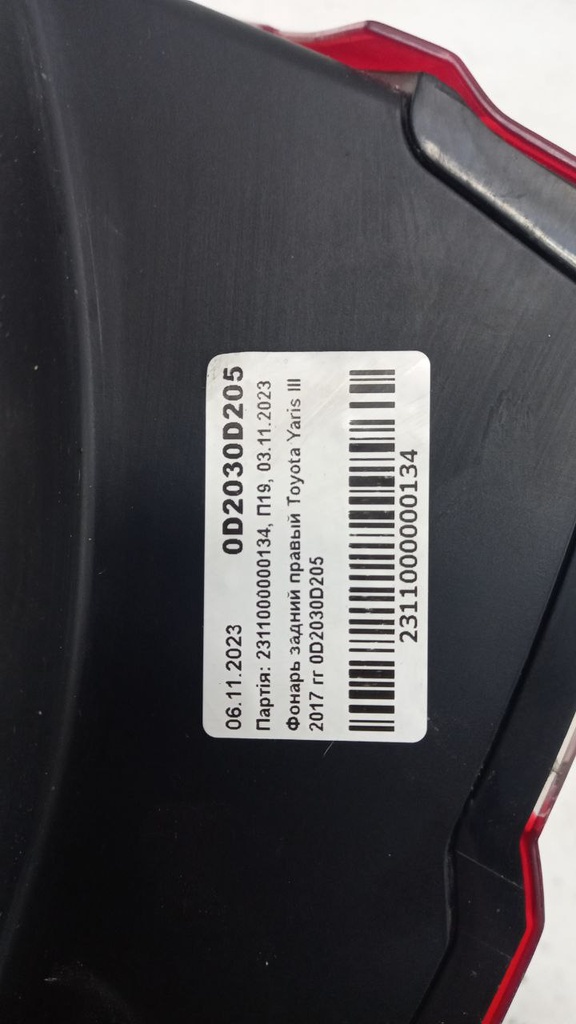 06.11.2023 0D2030D205
Партія: 2311000000134, П19, 03.11.2023
Фонарь задний правый Toyota Yaris III
2017 гг 0D2030D205
2311000000134